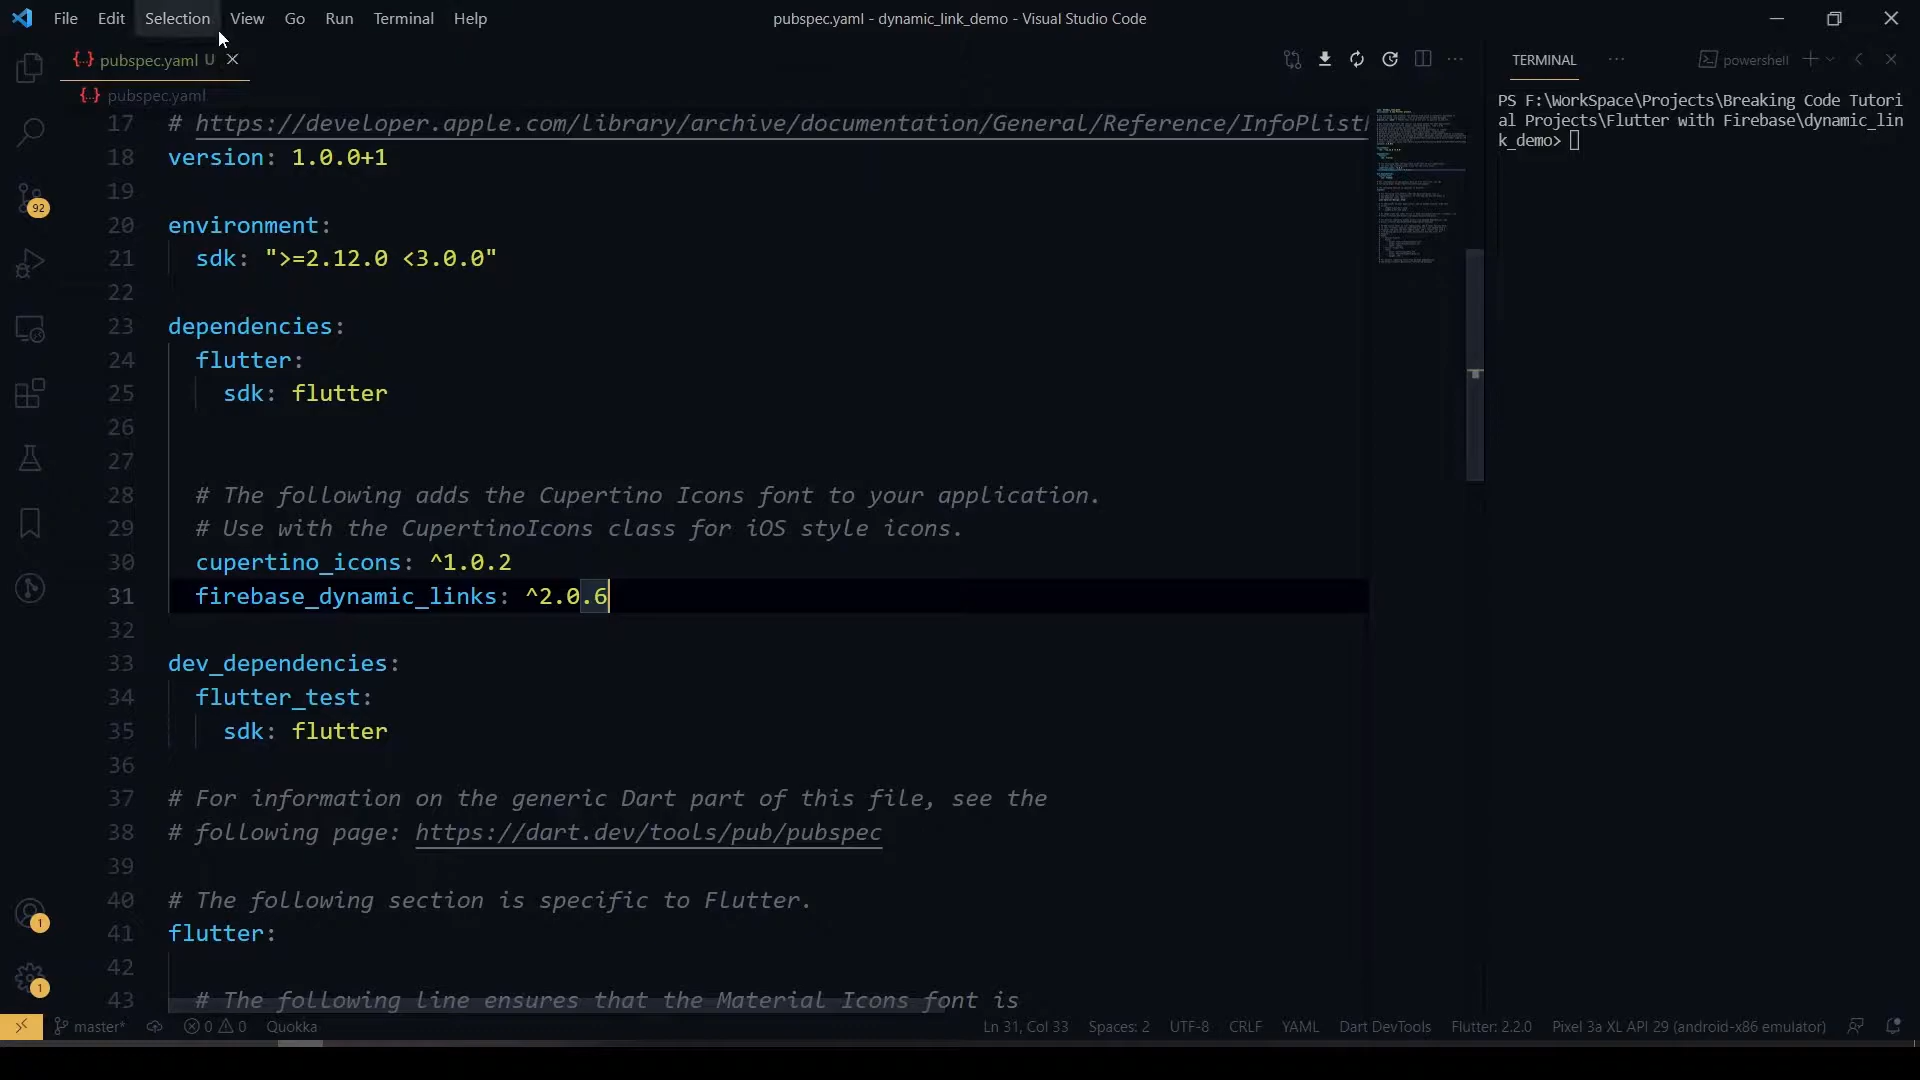 File Edit Selection View Go Run Terminal Help
pubspec.yaml - dynamic_link_demo - Visual Studio Code
pubspec.yaml U
pubspec.yaml
17 # https://developer.apple.com/library/archive/documentation/General/Reference/InfoPlist
18 version: 1.0.0+1
19
20 environment:
21 sdk: ">=2.12.0 <3.0.0"
22
23 dependencies:
24 flutter:
25 sdk: flutter
26
27
28 # The following adds the Cupertino Icons font to your application.
29 # Use with the CupertinoIcons class for iOS style icons.
30 cupertino_icons: ^1.0.2
31 firebase_dynamic_links: ^2.0.6
32
33 dev_dependencies:
34 flutter_test:
35 sdk: flutter
36
37 # For information on the generic Dart part of this file, see the
38 # following page: https://dart.dev/tools/pub/pubspec
39
40 # The following section is specific to Flutter.
41 flutter:
42
43 # The following line ensures that the Material Icons font is
TERMINAL
powershell
PS F:\WorkSpace\Projects\Breaking Code Tutori
al Projects\Flutter with Firebase\dynamic_lin
k_demo>
92
1
1
master* 0 0 Quokka Ln 31, Col 33 Spaces: 2 UTF-8 CRLF YAML Dart DevTools Flutter: 2.2.0 Pixel 3a XL API 29 (android-x86 emulator)